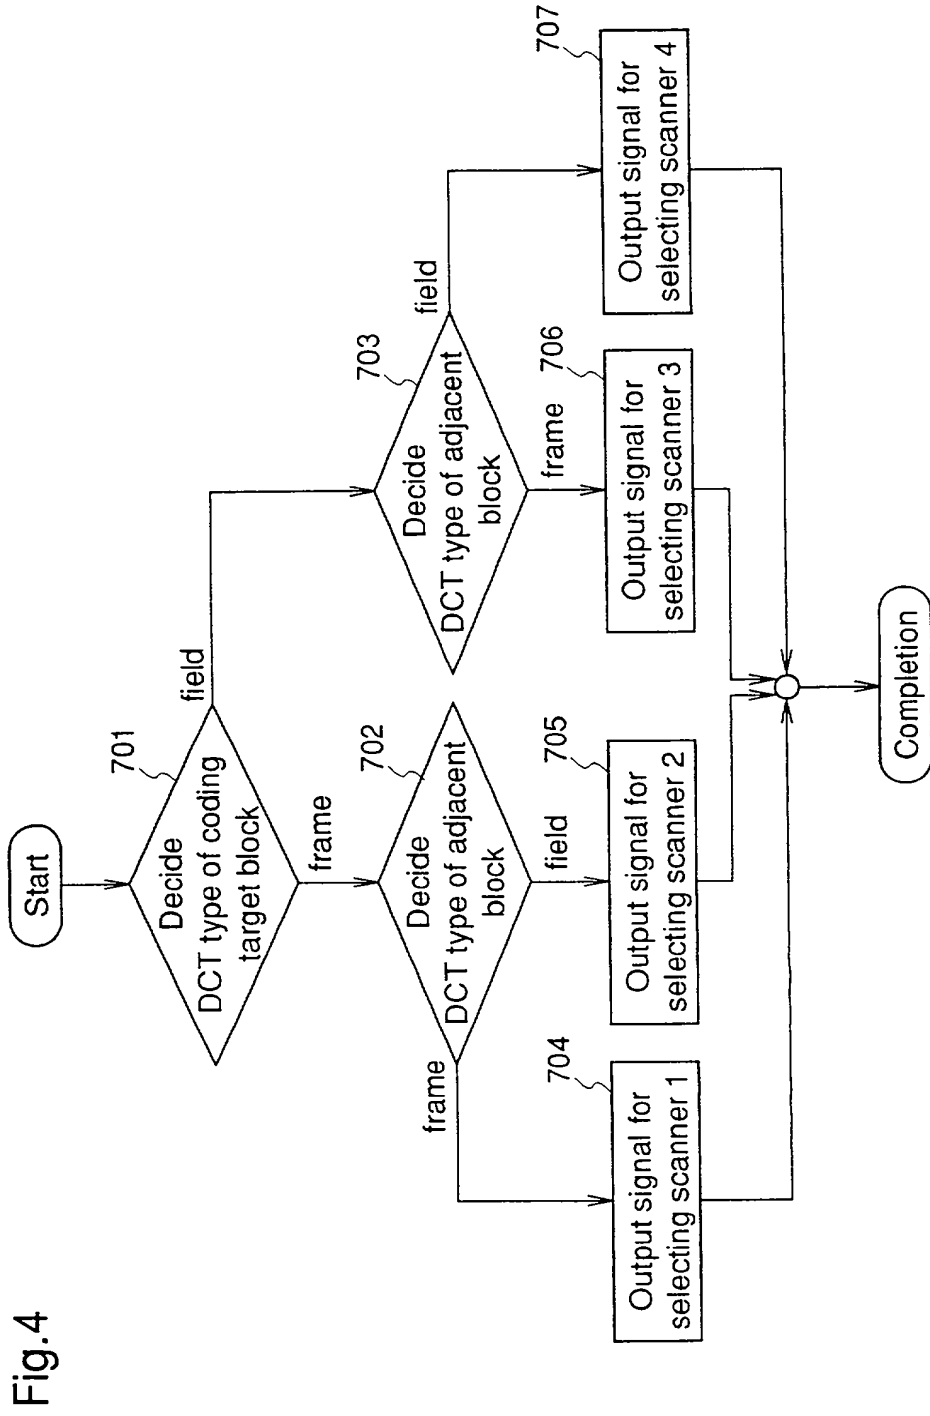 Fig.4
Start
701
Decide
DCT type of coding
target block
field
frame
702
Decide
DCT type of adjacent
block
frame
field
703
Decide
DCT type of adjacent
block
field
frame
704
Output signal for
selecting scanner 1
705
Output signal for
selecting scanner 2
706
Output signal for
selecting scanner 3
707
Output signal for
selecting scanner 4
Completion